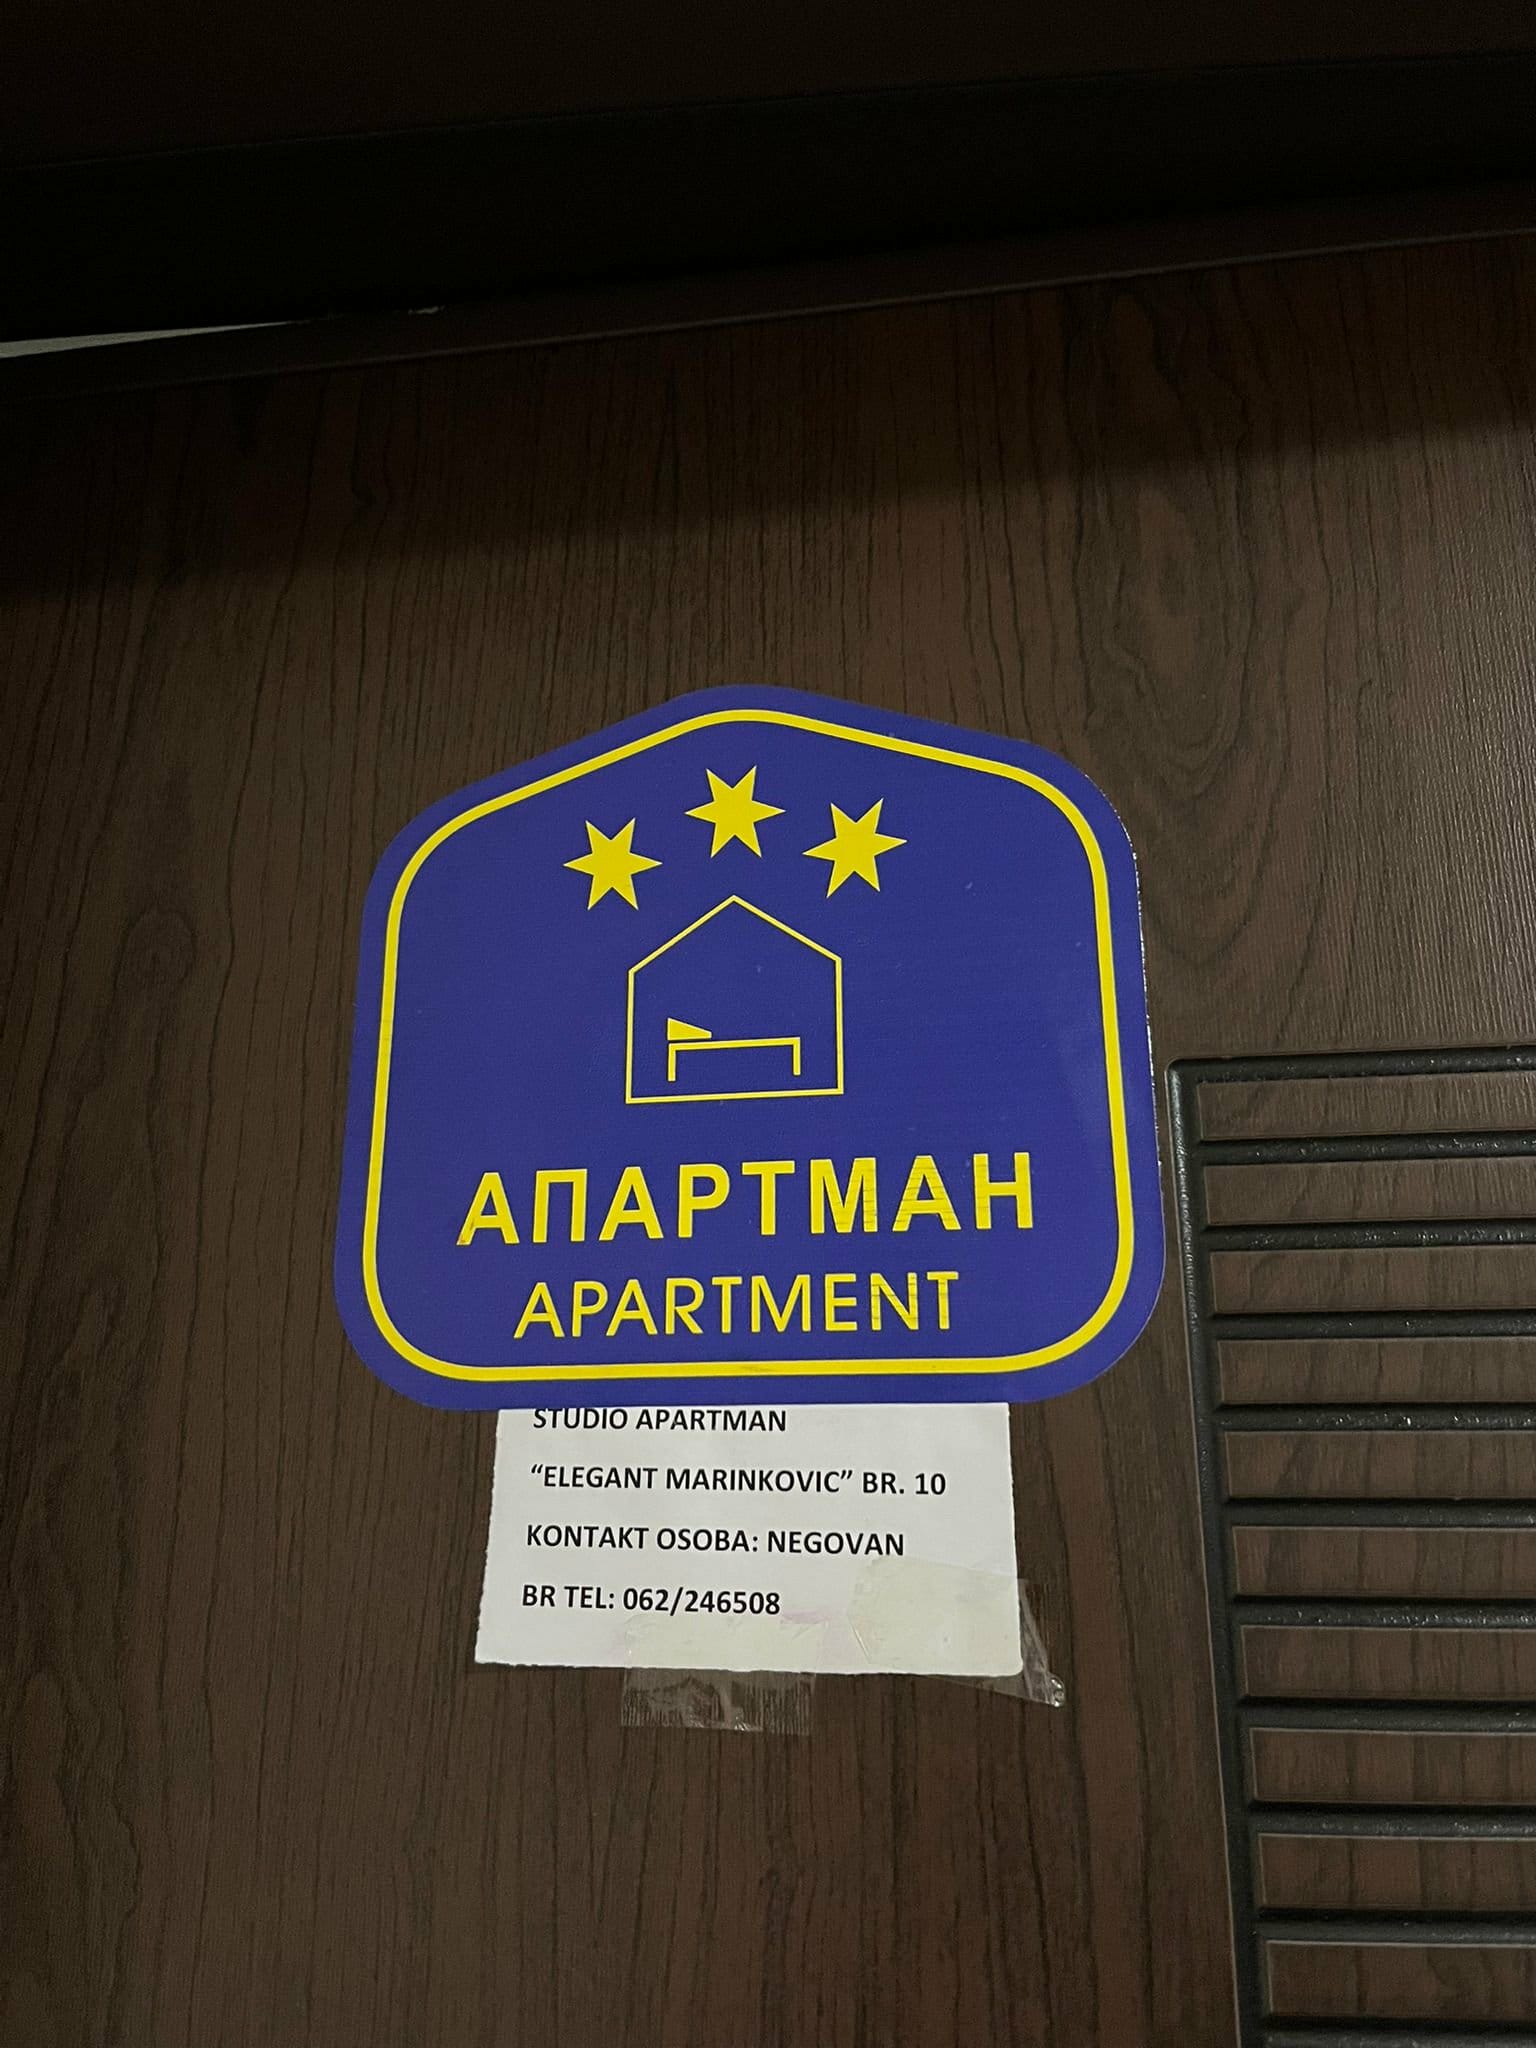 АПАРТМАН
APARTMENT
STUDIO APARTMAN
“ELEGANT MARINKOVIC” BR. 10
KONTAKT OSOBA: NEGOVAN
BR TEL: 062/246508